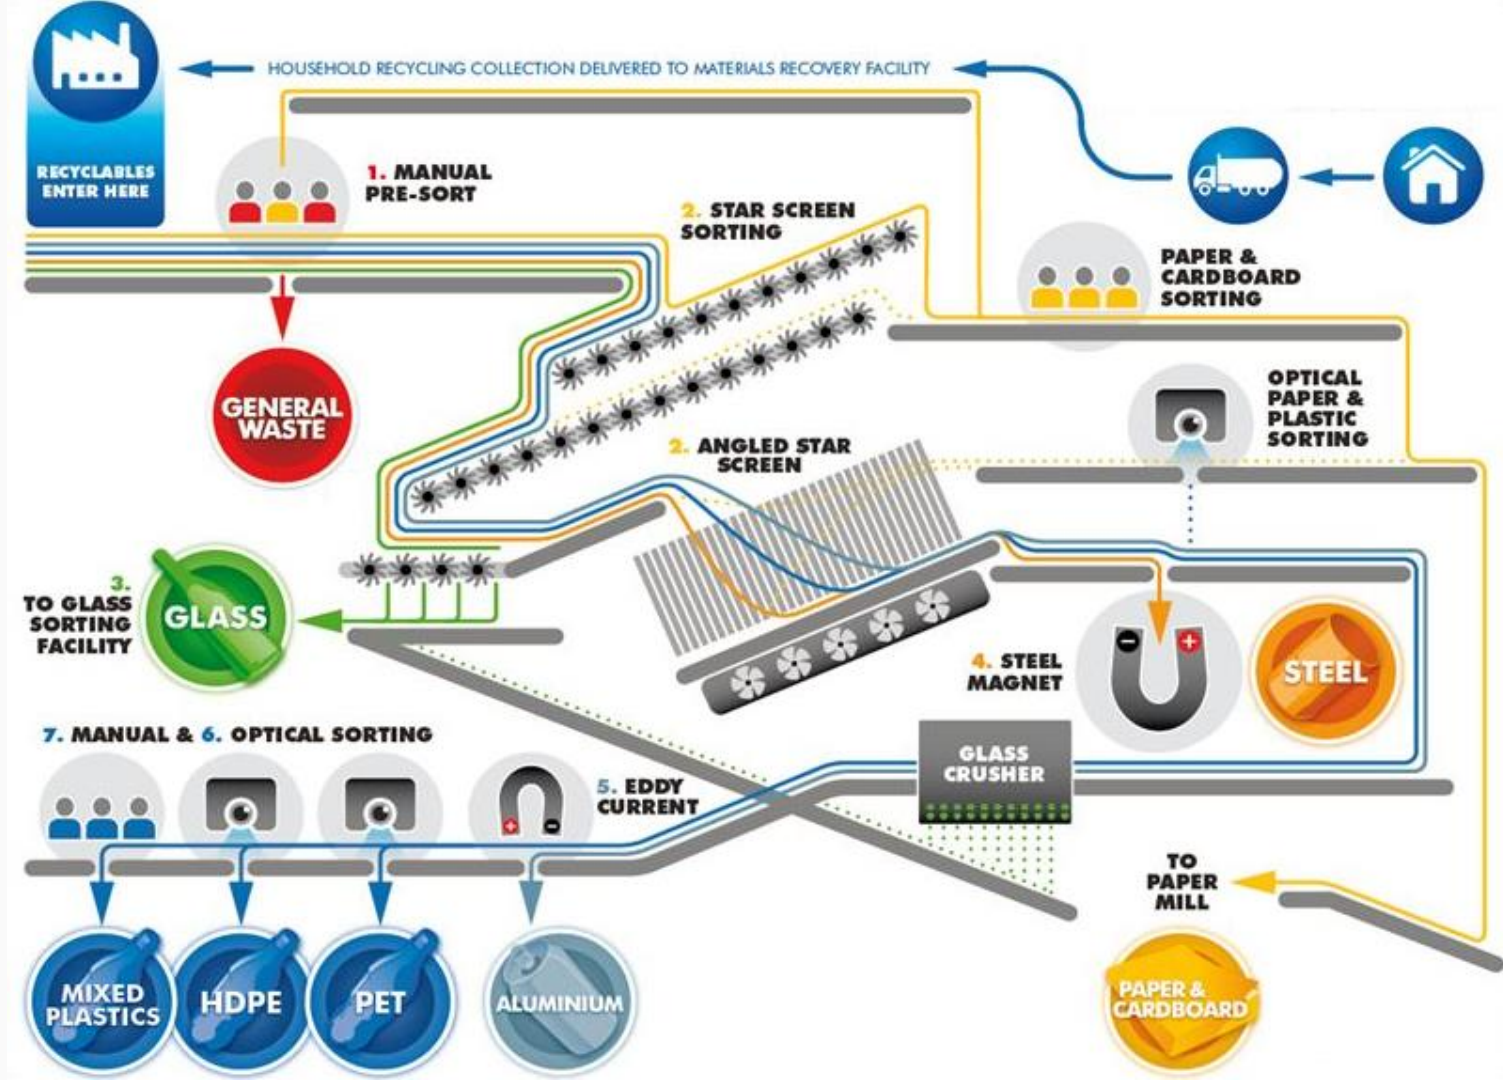 HOUSEHOLD RECYCLING COLLECTION DELIVERED TO MATERIALS RECOVERY FACILITY
RECYCLABLES
ENTER HERE
1. MANUAL
PRE-SORT
2. STAR SCREEN
SORTING
PAPER &
CARDBOARD
SORTING
GENERAL
WASTE
OPTICAL
PAPER &
PLASTIC
SORTING
2. ANGLED STAR
SCREEN
3.
TO GLASS
SORTING
FACILITY
GLASS
4. STEEL
MAGNET
STEEL
7. MANUAL & 6. OPTICAL SORTING
5. EDDY
CURRENT
GLASS
CRUSHER
TO
PAPER
MILL
MIXED
PLASTICS
HDPE
PET
ALUMINIUM
PAPER &
CARDBOARD